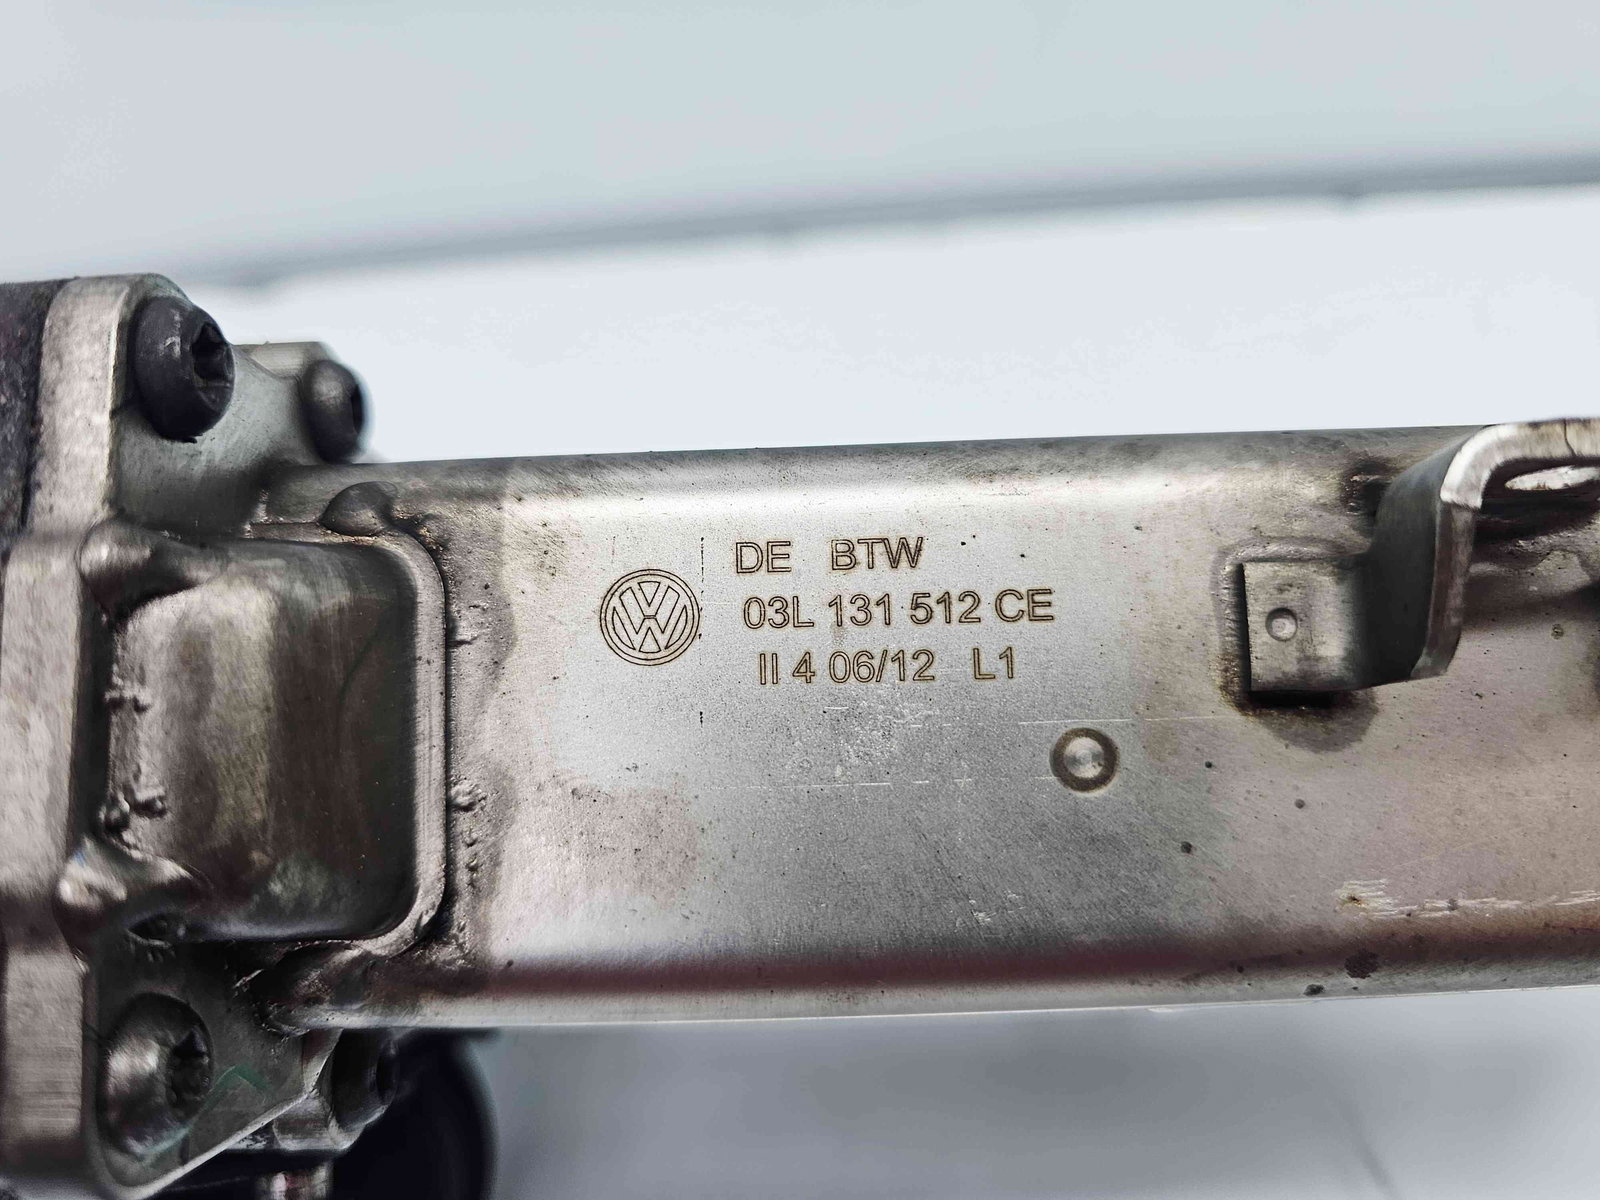 DE BTW
03L 131 512 CE
II 4 06/12 L1